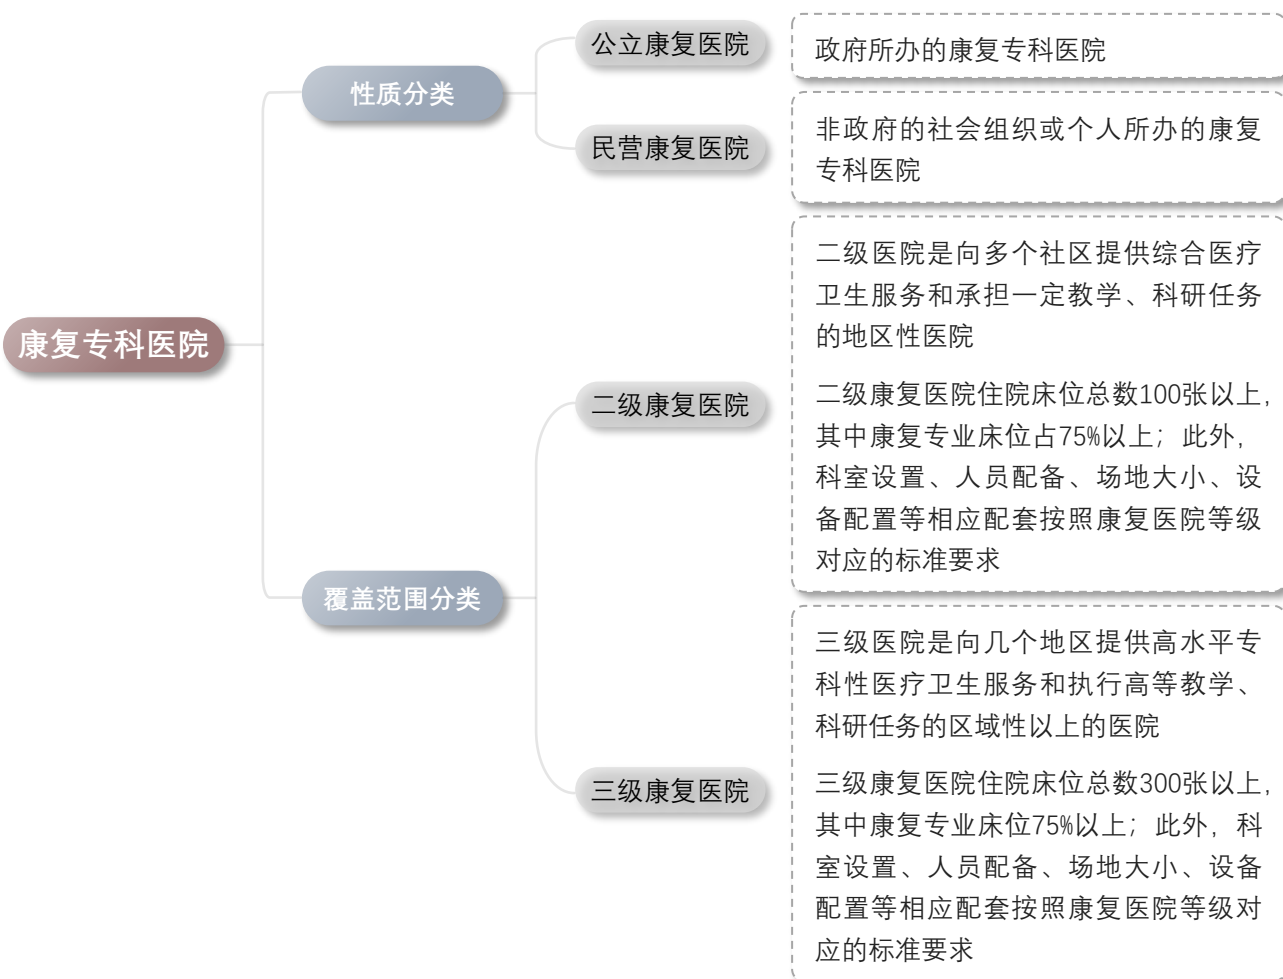 康复专科医院
性质分类
公立康复医院
政府所办的康复专科医院
民营康复医院
非政府的社会组织或个人所办的康复
专科医院
覆盖范围分类
二级康复医院
二级医院是向多个社区提供综合医疗
卫生服务和承担一定教学、科研任务
的地区性医院
二级康复医院住院床位总数100张以上,
其中康复专业床位占75%以上；此外，
科室设置、人员配备、场地大小、设
备配置等相应配套按照康复医院等级
对应的标准要求
三级康复医院
三级医院是向几个地区提供高水平专
科性医疗卫生服务和执行高等教学、
科研任务的区域性以上的医院
三级康复医院住院床位总数300张以上,
其中康复专业床位75%以上；此外，科
室设置、人员配备、场地大小、设备
配置等相应配套按照康复医院等级对
应的标准要求